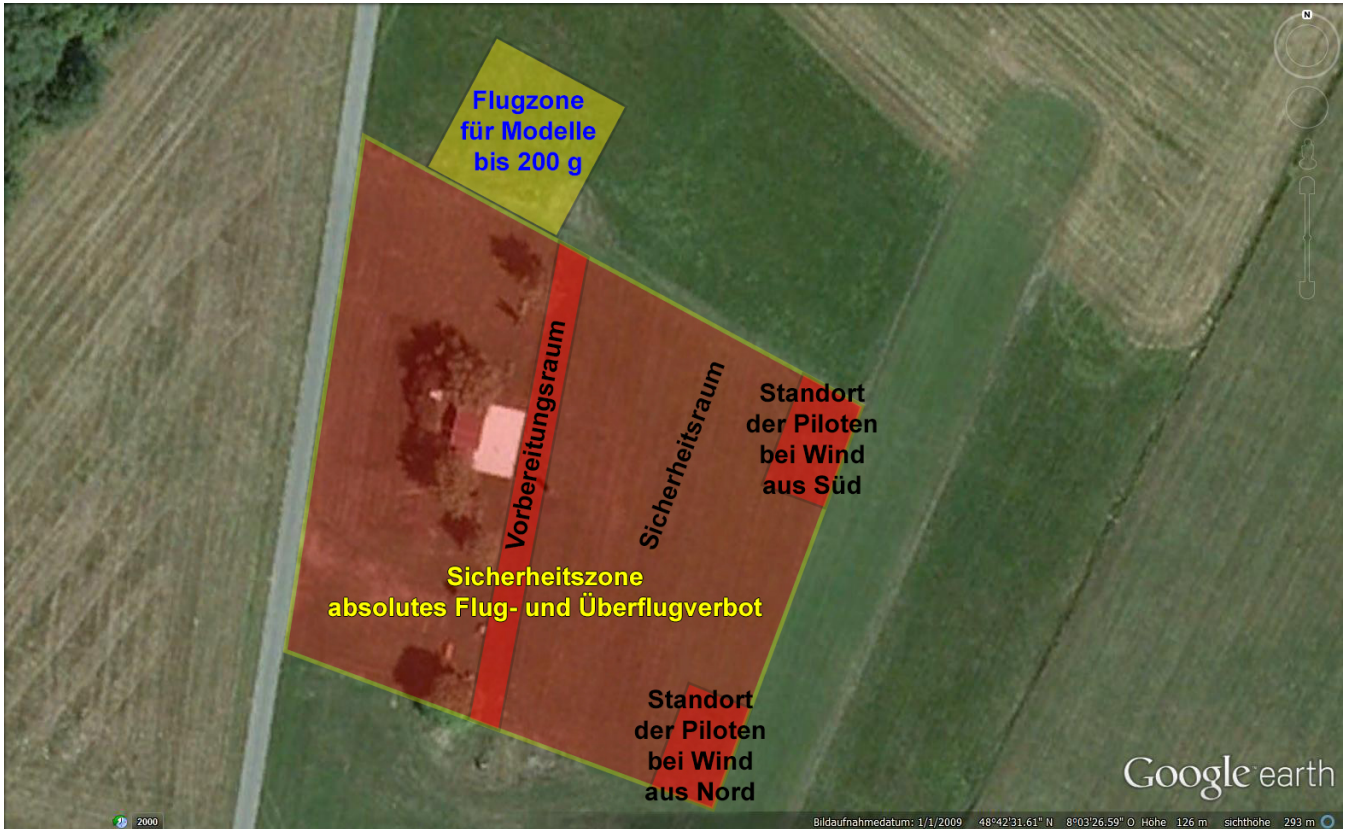 N
Flugzone
für Modelle
bis 200 g
Vorbereitungsraum
Sicherheitsraum
Standort
der Piloten
bei Wind
aus Süd
Sicherheitszone
absolutes Flug- und Überflugverbot
Standort
der Piloten
bei Wind
aus Nord
Google earth
2000
Bildaufnahmedatum: 1/1/2009 48°42'31.61" N 8°03'26.59" O Höhe 126 m sichthöhe 293 m